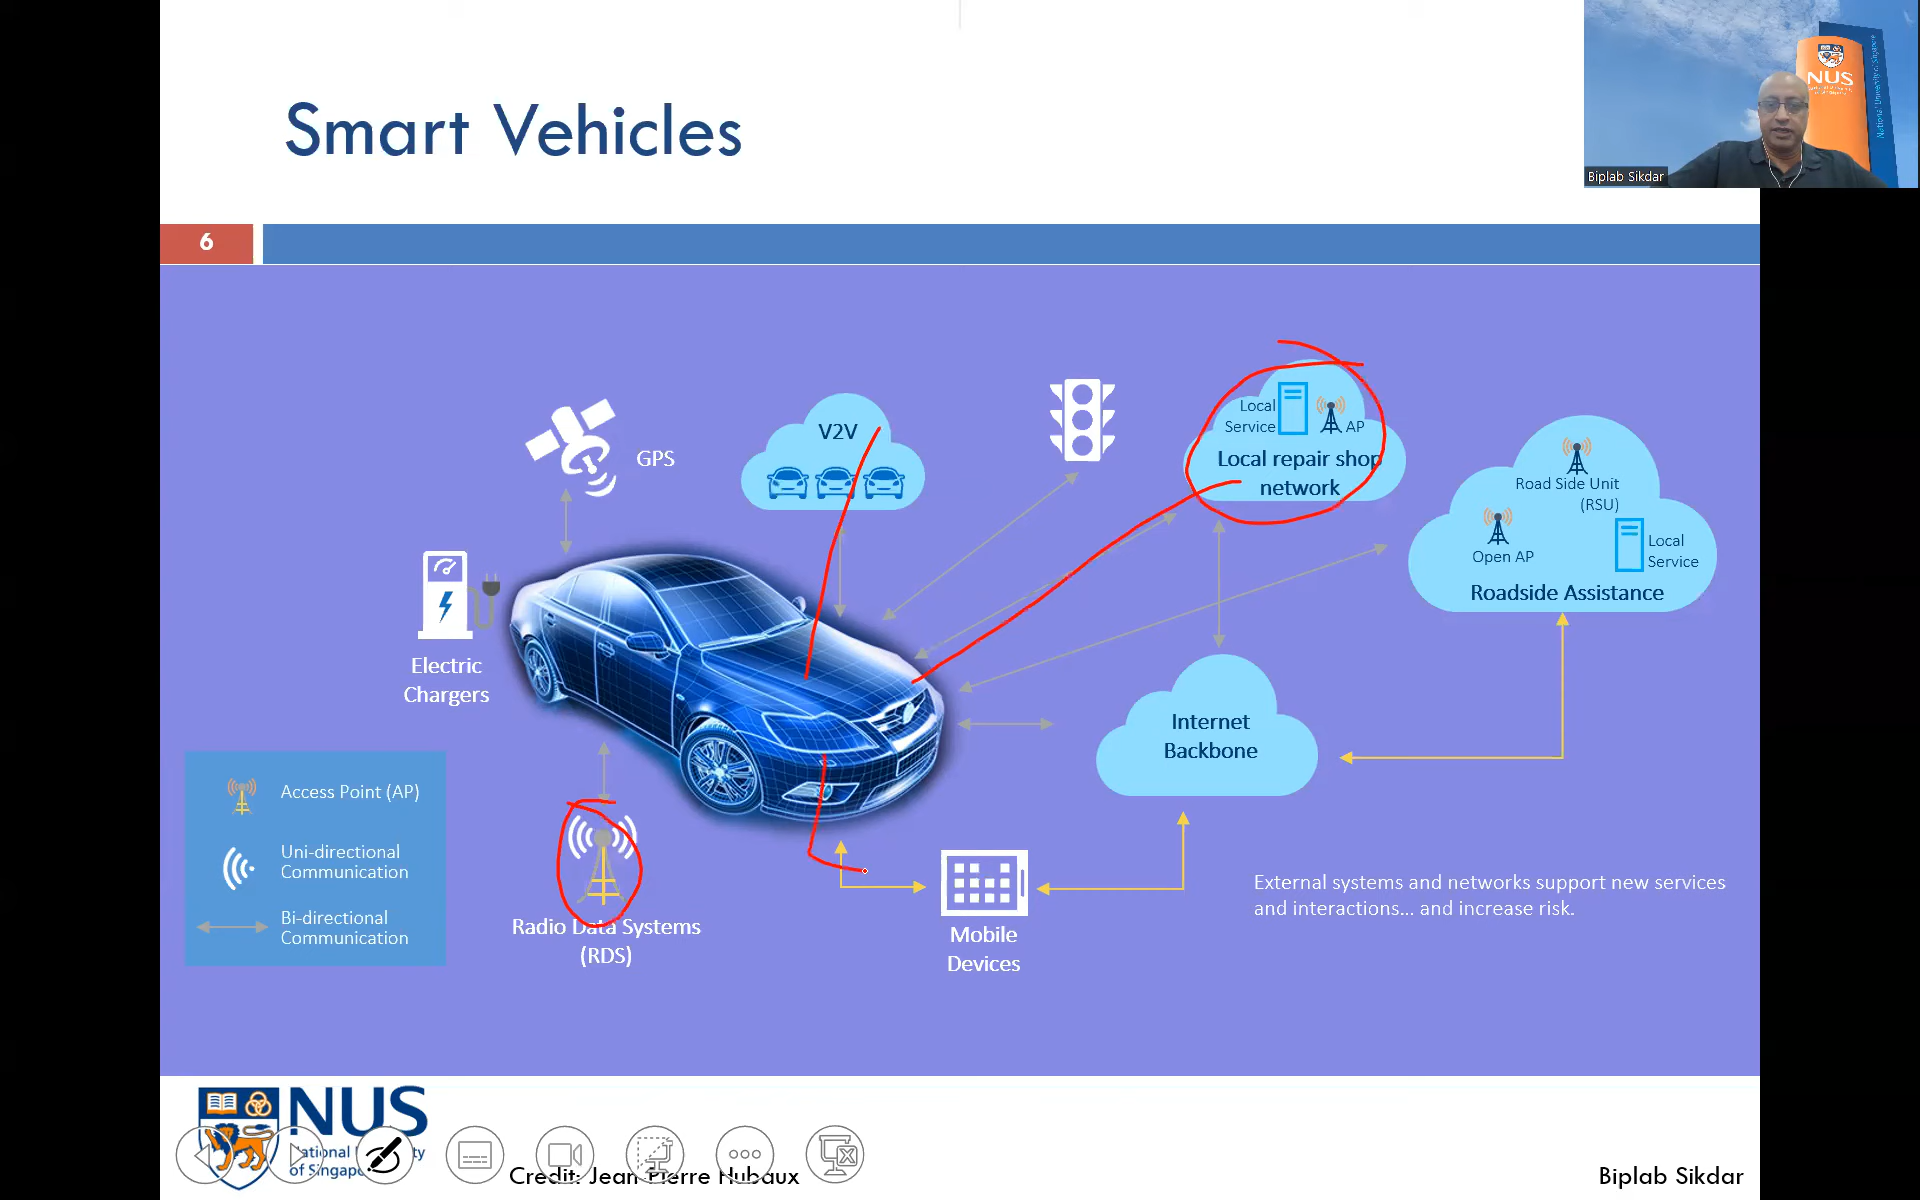 Smart Vehicles
NUS
National University of Singapore
Biplab Sikdar
6
GPS
V2V
Local
Service
AP
Local repair shop
network
Road Side Unit
(RSU)
Open AP
Local
Service
Roadside Assistance
Electric
Chargers
Internet
Backbone
Access Point (AP)
Uni-directional
Communication
Bi-directional
Communication
Radio Data Systems
(RDS)
Mobile
Devices
External systems and networks support new services
and interactions... and increase risk.
NUS
of Singapore
Credit: Jean-Pierre Hubaux
Biplab Sikdar